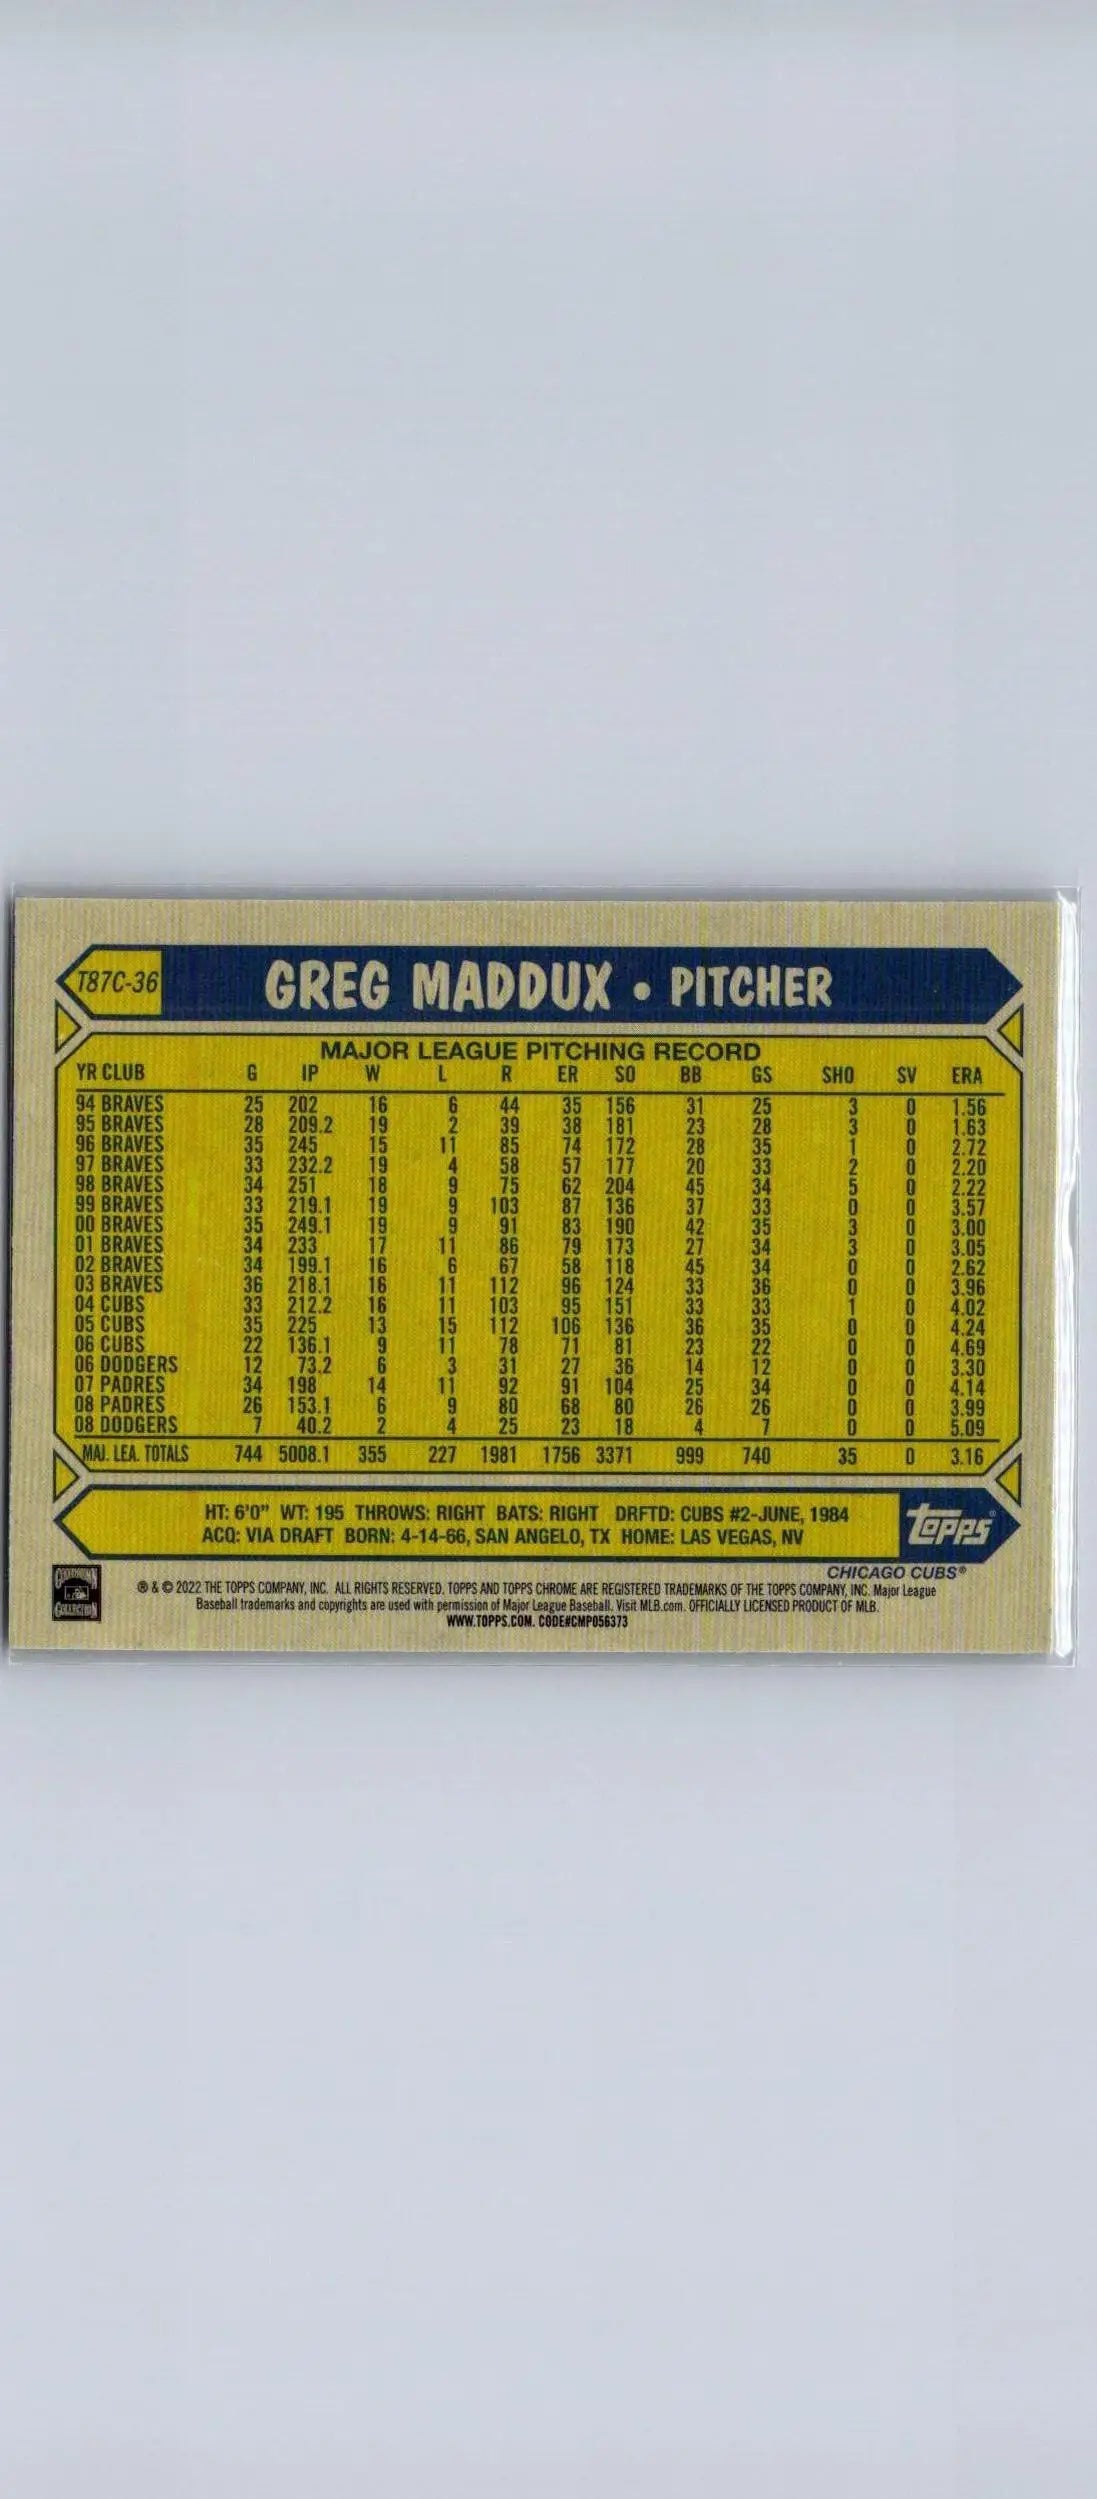 T87C-36 GREG MADDUX • PITCHER
MAJOR LEAGUE PITCHING RECORD
YR CLUB G IP W L R ER SO BB GS SHO SV ERA
94 BRAVES 25 202 16 6 44 35 156 31 25 3 0 1.56
95 BRAVES 28 209.2 19 2 39 38 181 23 28 3 0 1.63
96 BRAVES 35 245 15 11 85 74 172 28 35 1 0 2.72
97 BRAVES 33 232.2 19 4 58 57 177 20 33 2 0 2.20
98 BRAVES 34 251 18 9 75 62 204 45 34 5 0 2.22
99 BRAVES 33 219.1 19 9 103 87 136 37 33 0 0 3.57
00 BRAVES 35 249.1 19 9 91 83 190 42 35 3 0 3.00
01 BRAVES 34 233 17 11 86 79 173 27 34 3 0 3.05
02 BRAVES 34 199.1 16 6 67 58 118 45 34 0 0 2.62
03 BRAVES 36 218.1 16 11 112 96 124 33 36 0 0 3.96
04 CUBS 33 212.2 16 11 103 95 151 33 33 1 0 4.02
05 CUBS 35 225 13 15 112 106 136 36 35 0 0 4.24
06 CUBS 22 136.1 9 11 78 71 81 23 22 0 0 4.69
06 DODGERS 12 73.2 6 3 31 27 36 14 12 0 0 3.30
07 PADRES 34 198 14 11 92 91 104 25 34 0 0 4.14
08 PADRES 26 153.1 6 9 80 68 80 26 26 0 0 3.99
08 DODGERS 7 40.2 2 4 25 23 18 4 7 0 0 5.09
MAJ. LEA. TOTALS 744 5008.1 355 227 1981 1756 3371 999 740 35 0 3.16
HT: 6'0" WT: 195 THROWS: RIGHT BATS: RIGHT DRFTD: CUBS #2-JUNE, 1984
ACQ: VIA DRAFT BORN: 4-14-66, SAN ANGELO, TX HOME: LAS VEGAS, NV
topps®
CHICAGO CUBS®
COOPERSTOWN
COLLECTION
® & © 2022 THE TOPPS COMPANY, INC. ALL RIGHTS RESERVED. TOPPS AND TOPPS CHROME ARE REGISTERED TRADEMARKS OF THE TOPPS COMPANY, INC. Major League
Baseball trademarks and copyrights are used with permission of Major League Baseball. Visit MLB.com. OFFICIALLY LICENSED PRODUCT OF MLB.
WWW.TOPPS.COM. CODE#CMP056373